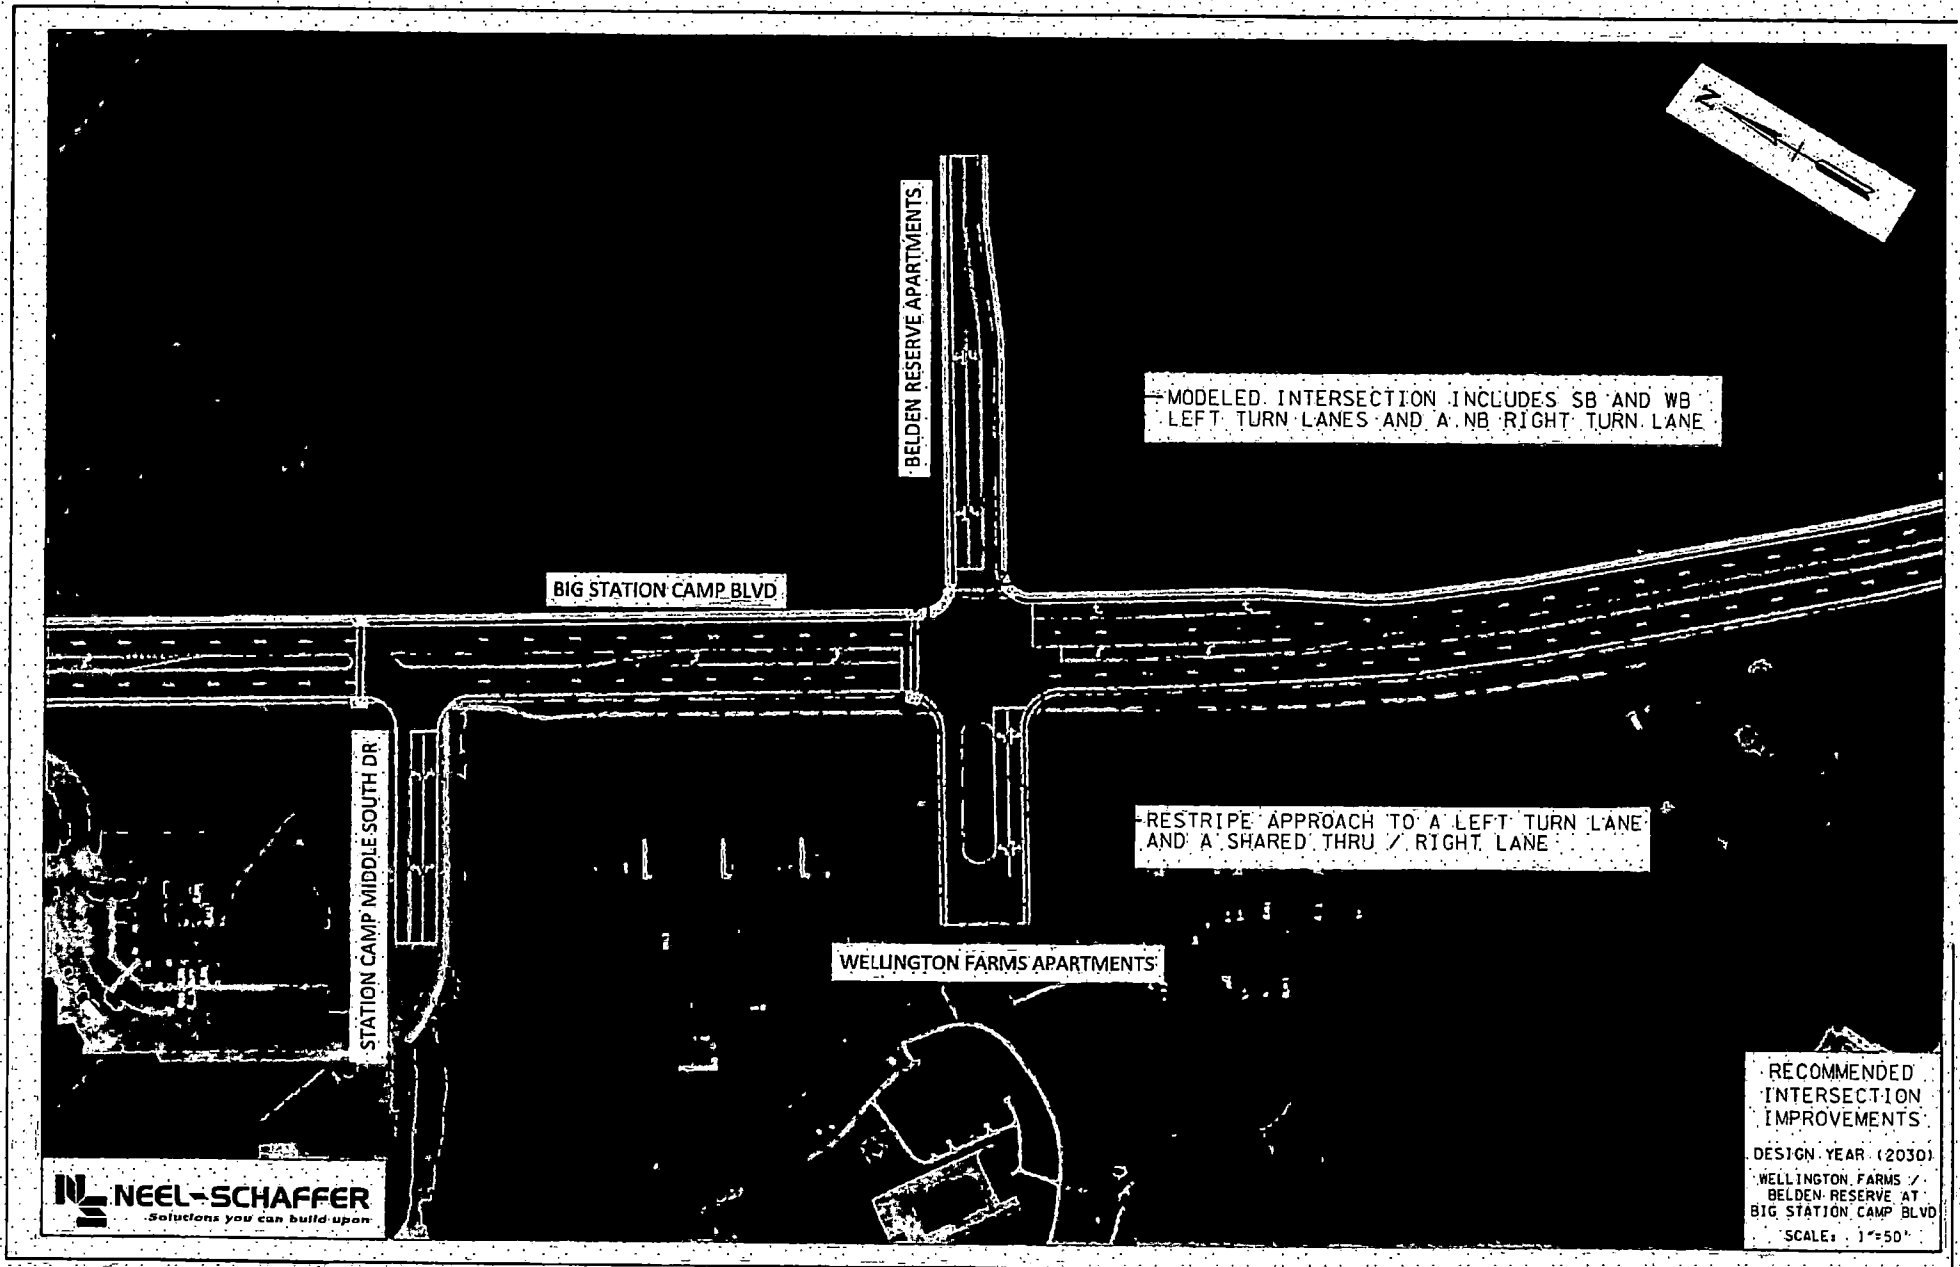 N
BELDEN RESERVE APARTMENTS
-MODELED INTERSECTION INCLUDES SB AND WB
LEFT TURN LANES AND A NB RIGHT TURN LANE
BIG STATION CAMP BLVD
STATION CAMP MIDDLE SOUTH DR
-RESTRIPE APPROACH TO A LEFT TURN LANE
AND A SHARED THRU / RIGHT LANE
WELLINGTON FARMS APARTMENTS
RECOMMENDED
INTERSECTION
IMPROVEMENTS
DESIGN YEAR (2030)
WELLINGTON FARMS /
BELDEN RESERVE AT
BIG STATION CAMP BLVD
SCALE: 1"=50'
NEEL-SCHAFFER
Solutions you can build upon